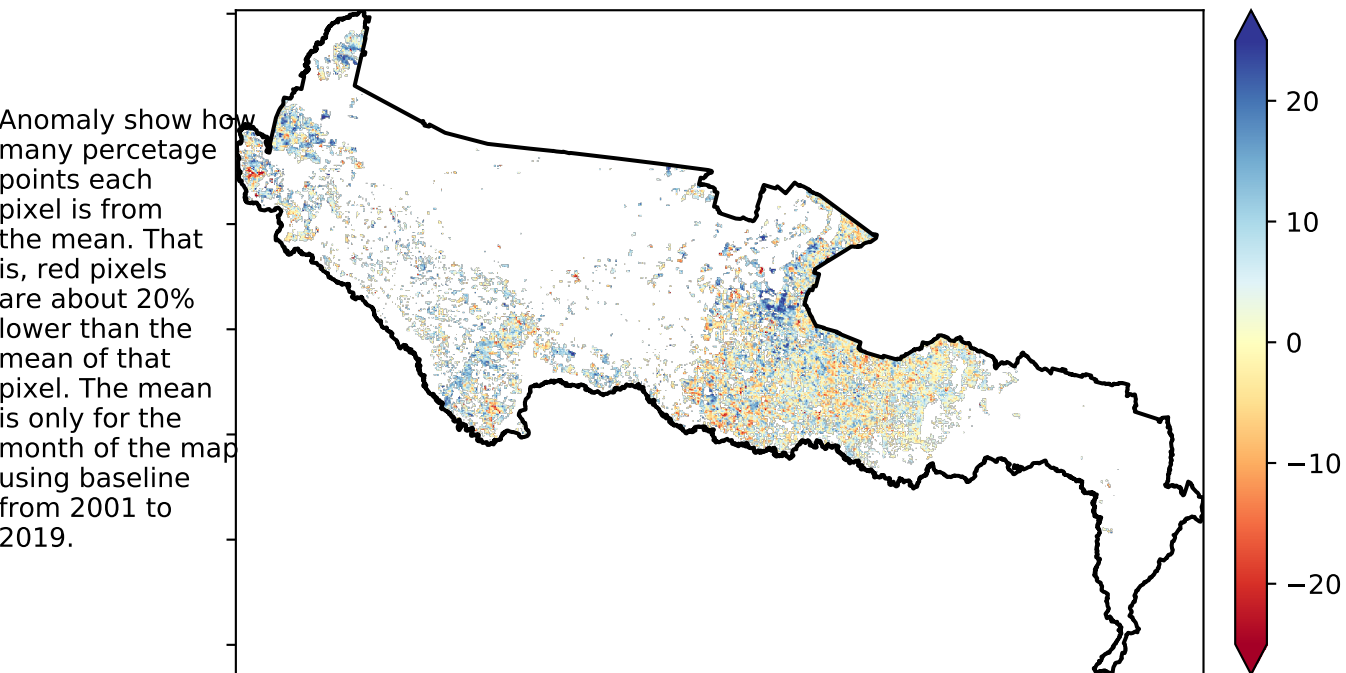 Anomaly show how
many percetage
points each
pixel is from
the mean. That
is, red pixels
are about 20%
lower than the
mean of that
pixel. The mean
is only for the
month of the map
using baseline
from 2001 to
2019.
20
10
0
−10
−20